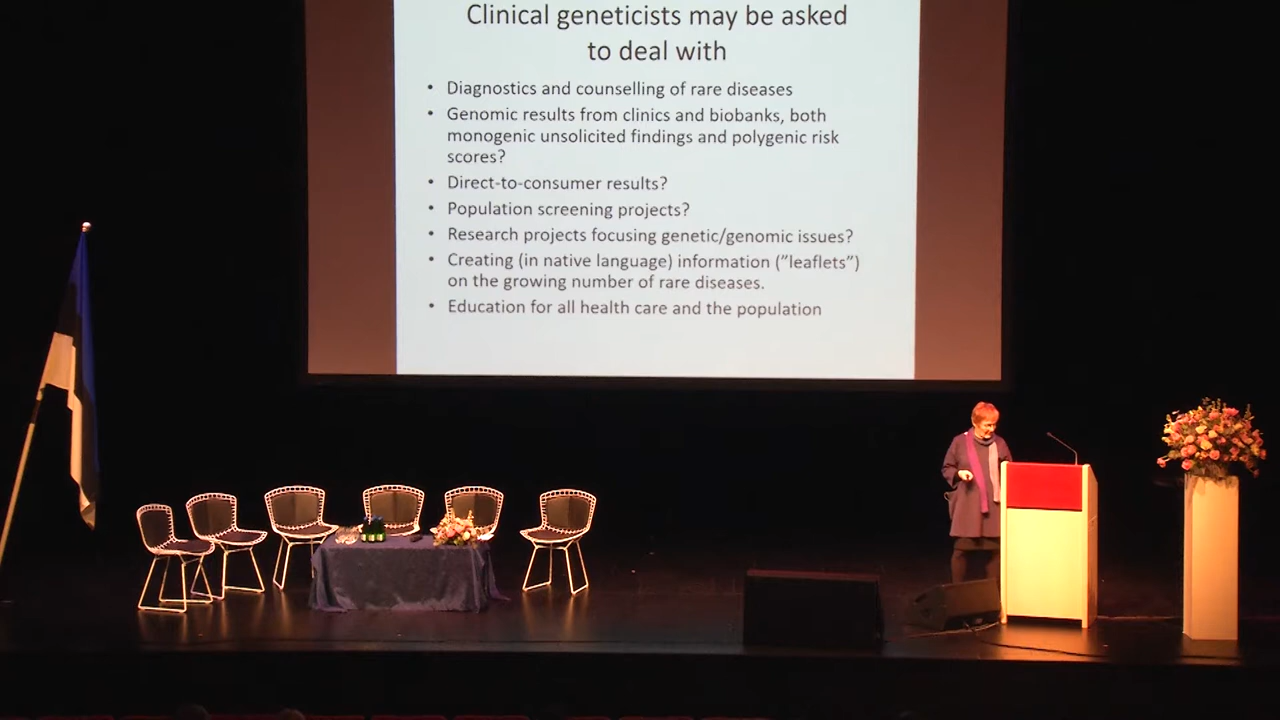 Clinical geneticists may be asked
to deal with
• Diagnostics and counselling of rare diseases
• Genomic results from clinics and biobanks, both
monogenic unsolicited findings and polygenic risk
scores?
• Direct-to-consumer results?
• Population screening projects?
• Research projects focusing genetic/genomic issues?
• Creating (in native language) information (”leaflets”)
on the growing number of rare diseases.
• Education for all health care and the population